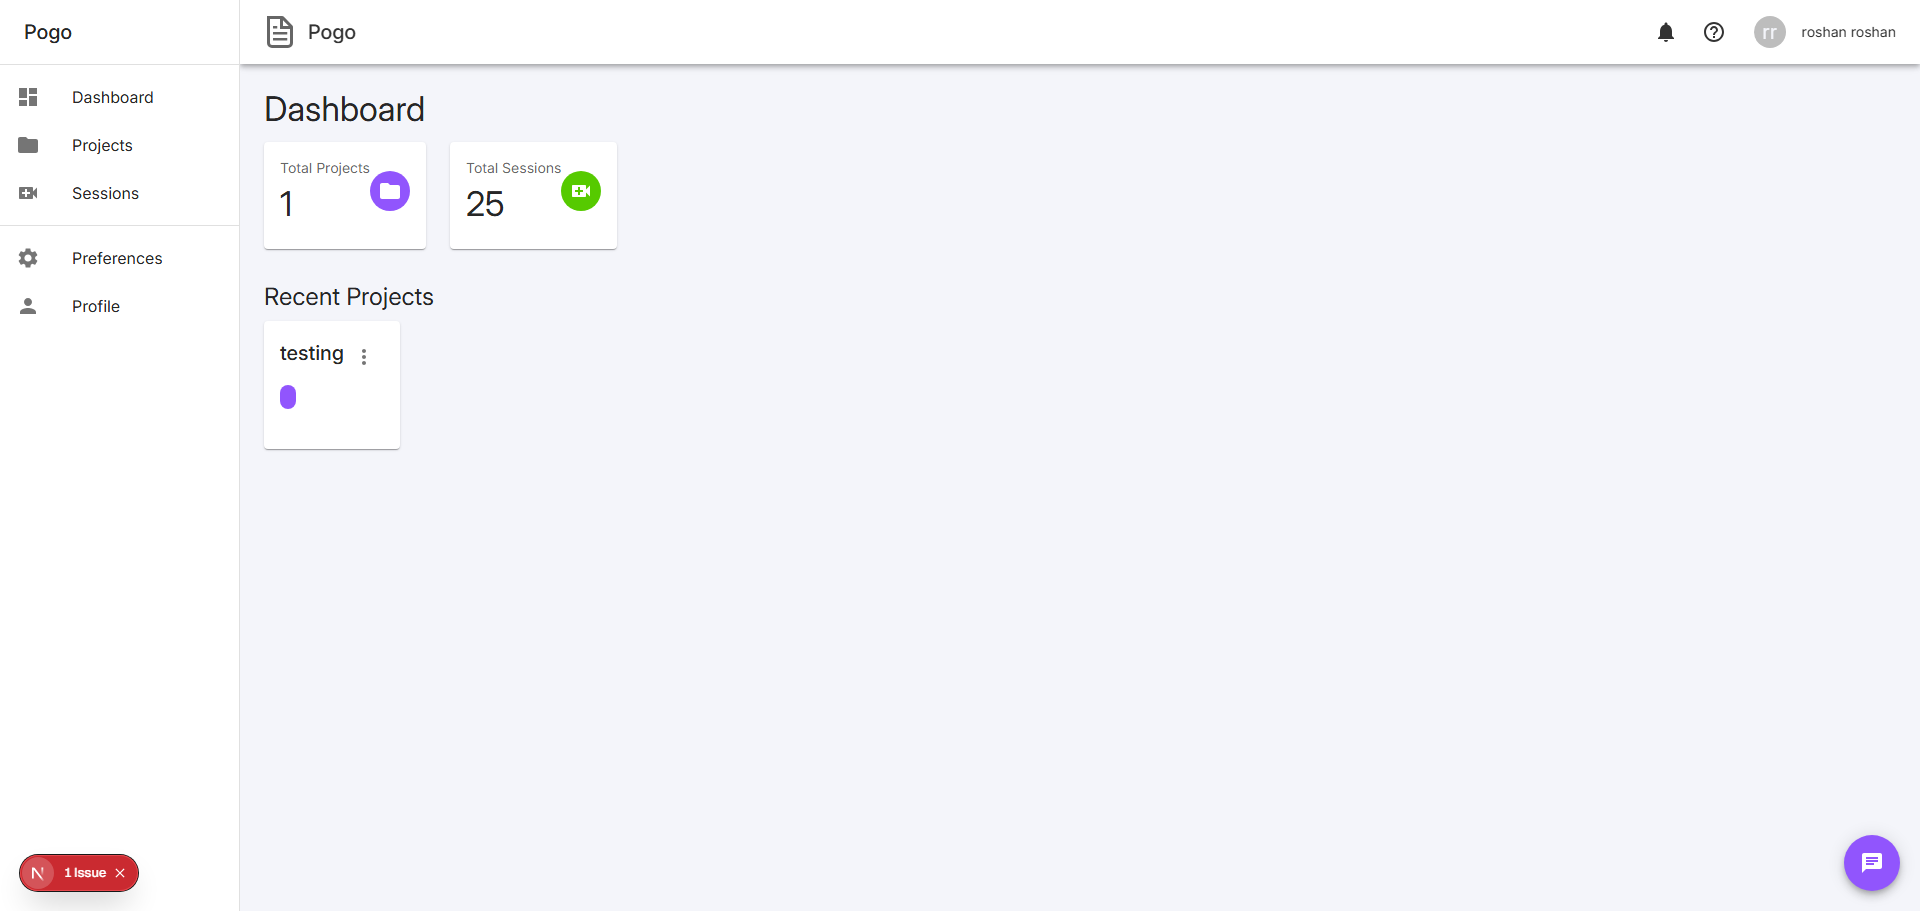 Pogo
Dashboard
Projects
Sessions
Preferences
Profile
N 1 Issue
Pogo
rr roshan roshan
Dashboard
Total Projects
1
Total Sessions
25
Recent Projects
testing